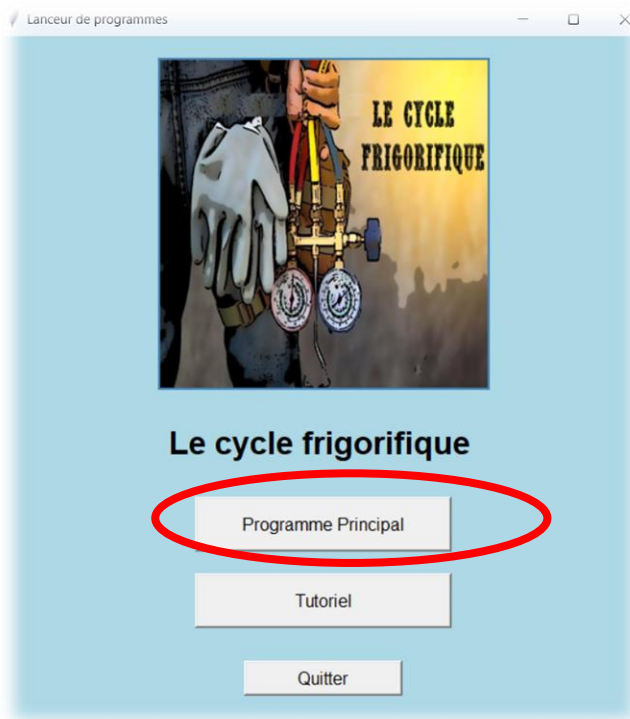 Lanceur de programmes
LE CYCLE
FRIGORIFIQUE
Le cycle frigorifique
Programme Principal
Tutoriel
Quitter